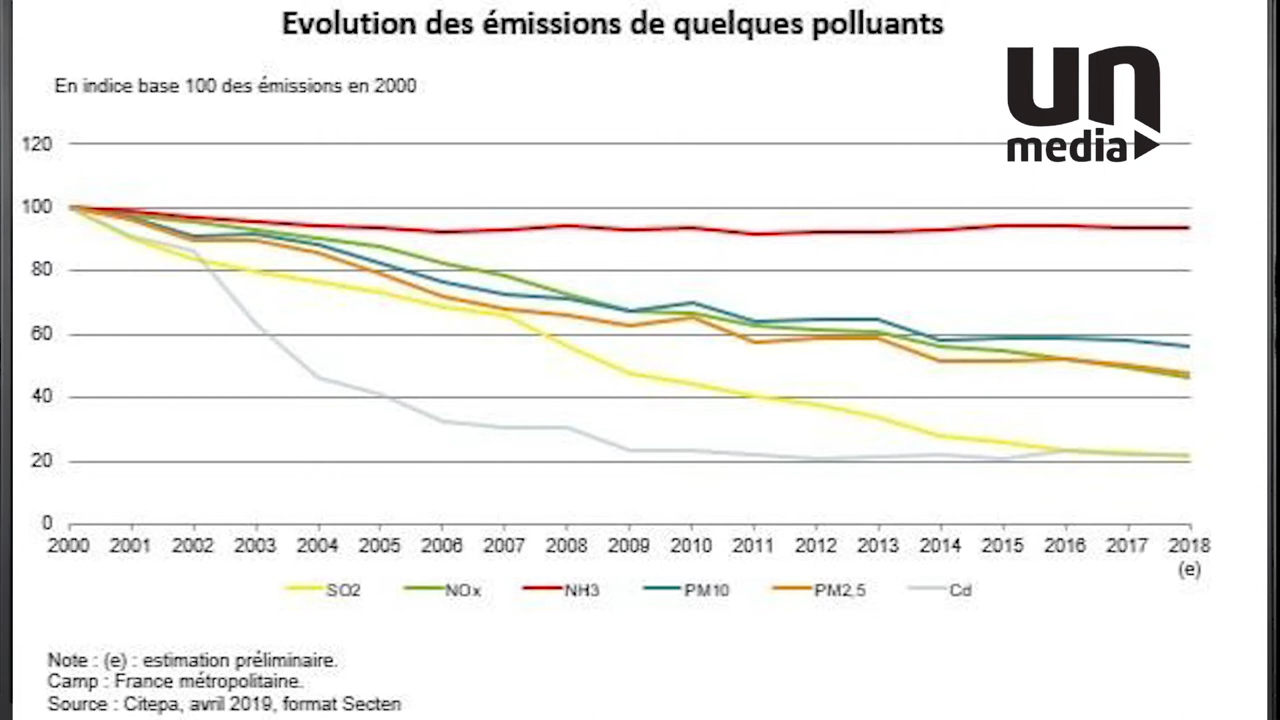 Evolution des émissions de quelques polluants
un
media
En indice base 100 des émissions en 2000
120
100
80
60
40
20
0
2000 2001 2002 2003 2004 2005 2006 2007 2008 2009 2010 2011 2012 2013 2014 2015 2016 2017 2018
(e)
SO2 NOx NH3 PM10 PM2,5 Cd
Note : (e) : estimation préliminaire.
Camp : France métropolitaine.
Source : Citepa, avril 2019, format Secten